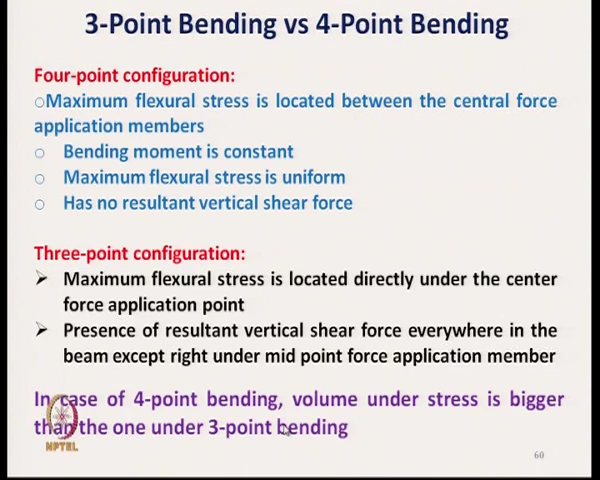 3-Point Bending vs 4-Point Bending
Four-point configuration:
oMaximum flexural stress is located between the central force
application members
o Bending moment is constant
o Maximum flexural stress is uniform
o Has no resultant vertical shear force
Three-point configuration:
➢ Maximum flexural stress is located directly under the center
force application point
➢ Presence of resultant vertical shear force everywhere in the
beam except right under mid point force application member
In case of 4-point bending, volume under stress is bigger
than the one under 3-point bending
NPTEL
60